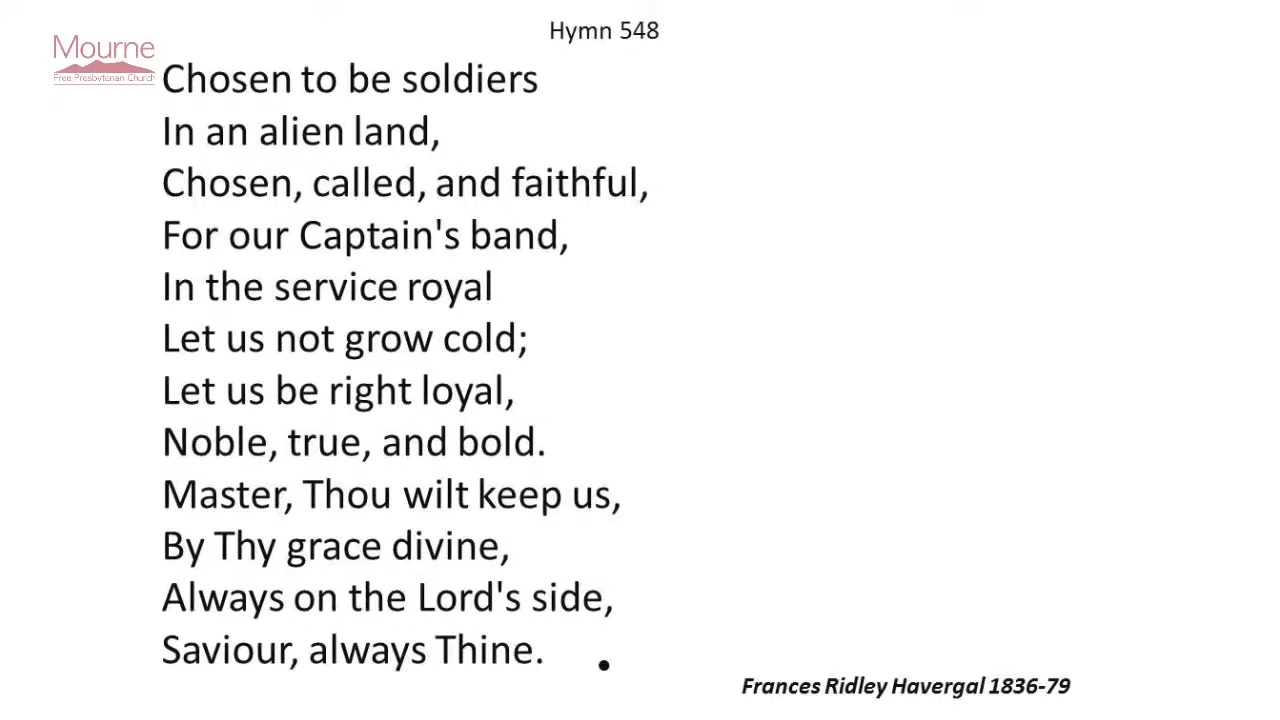 Hymn 548
Mourne
Free Presbyterian Church
Chosen to be soldiers
In an alien land,
Chosen, called, and faithful,
For our Captain's band,
In the service royal
Let us not grow cold;
Let us be right loyal,
Noble, true, and bold.
Master, Thou wilt keep us,
By Thy grace divine,
Always on the Lord's side,
Saviour, always Thine.
Frances Ridley Havergal 1836-79